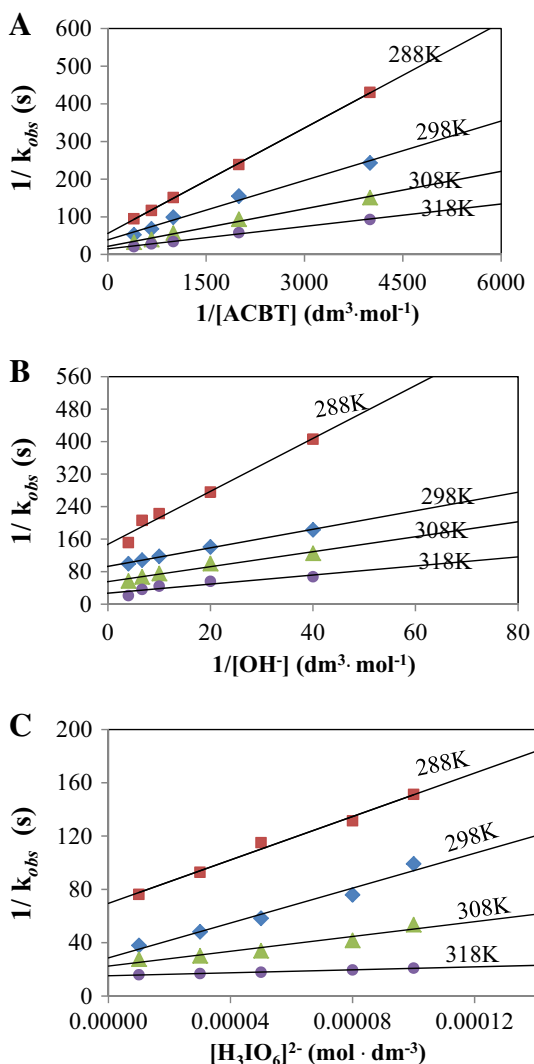 A
600
500
400
300
200
100
0
1/ k_obs (s)
288K
298K
308K
318K
0 1500 3000 4500 6000
1/[ACBT] (dm³·mol⁻¹)
B
560
480
400
320
240
160
80
0
1/ k_obs (s)
288K
298K
308K
318K
0 20 40 60 80
1/[OH⁻] (dm³· mol⁻¹)
C
200
160
120
80
40
0
1/ k_obs (s)
288K
298K
308K
318K
0.00000 0.00004 0.00008 0.00012
[H₃IO₆]²⁻ (mol · dm⁻³)